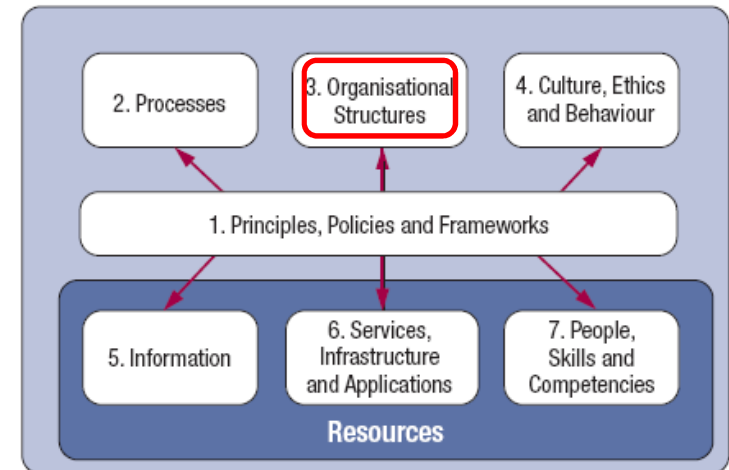 2. Processes
3. Organisational
Structures
4. Culture, Ethics
and Behaviour
1. Principles, Policies and Frameworks
5. Information
6. Services,
Infrastructure
and Applications
7. People,
Skills and
Competencies
Resources